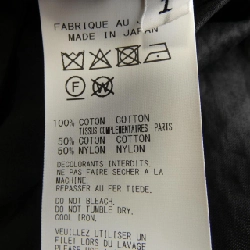 1
FABRIQUE AU
MADE IN JAPAN
F
W
100% COTON COTTON
TISSUS COMPLEMENTAIRES PARTS
50% COTON COTTON
50% NYLON NYLON
DECOLORANTS INTERDITS.
NE PAS FAIRE SECHER A LA
MACHINE
REPASSER AU FER TIEDE.
DO NOT BLEACH.
DO NOT TUMBLE DRY.
COOL IRON.
VEUILLEZ UTILISER UN
FILET LORS DU LAVAGE